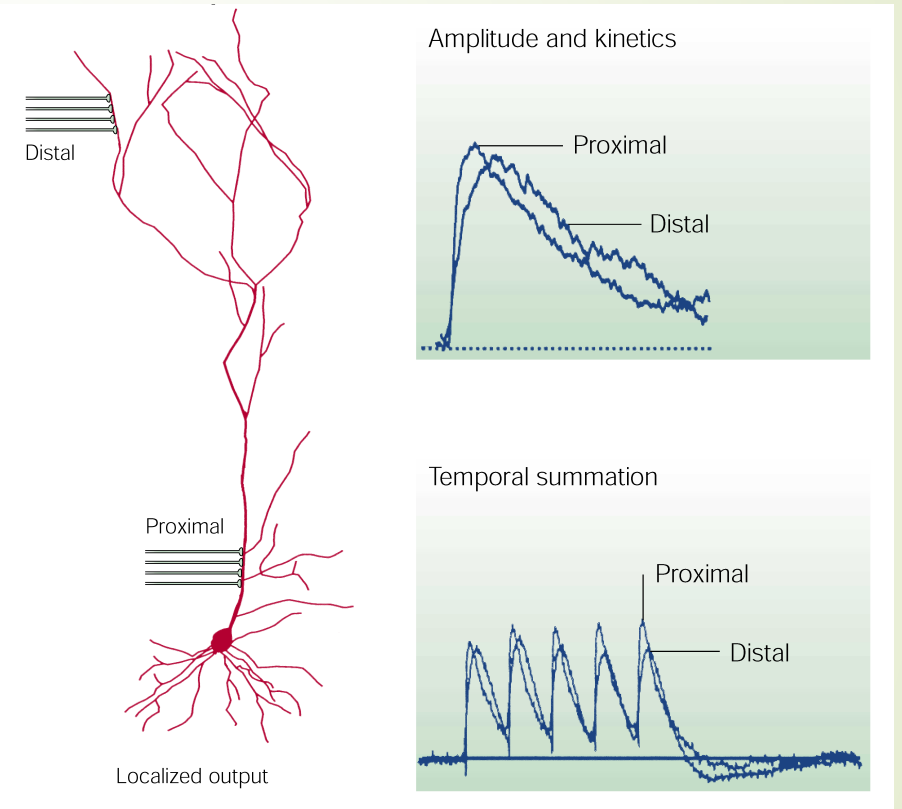 Distal
Proximal
Localized output
Amplitude and kinetics
Proximal
Distal
Temporal summation
Proximal
Distal